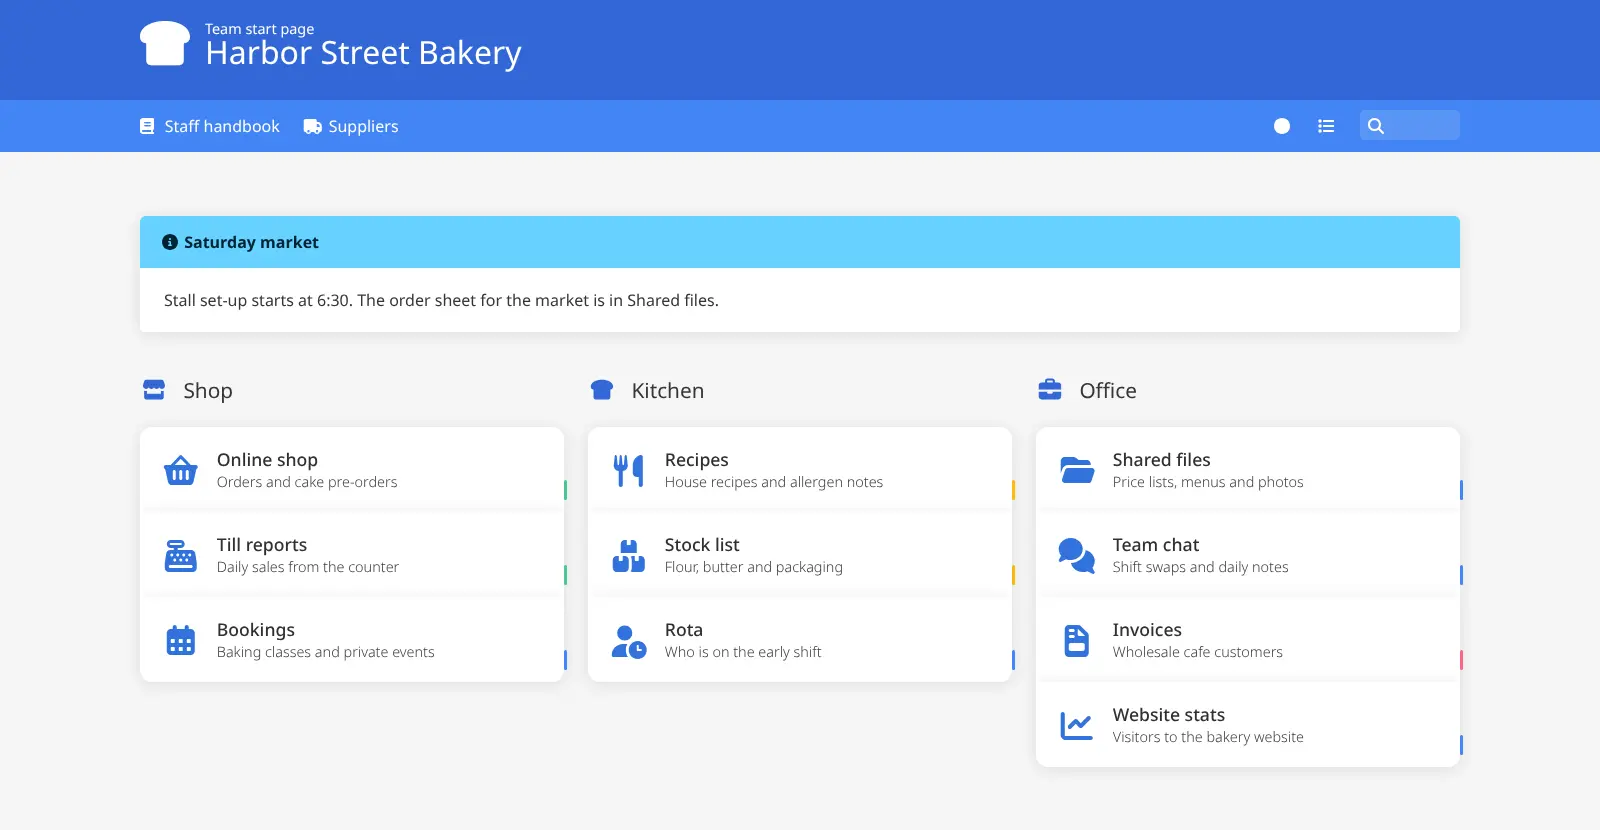 Team start page
Harbor Street Bakery
Staff handbook
Suppliers
Saturday market
Stall set-up starts at 6:30. The order sheet for the market is in Shared files.
Shop
Online shop
Orders and cake pre-orders
Till reports
Daily sales from the counter
Bookings
Baking classes and private events
Kitchen
Recipes
House recipes and allergen notes
Stock list
Flour, butter and packaging
Rota
Who is on the early shift
Office
Shared files
Price lists, menus and photos
Team chat
Shift swaps and daily notes
Invoices
Wholesale cafe customers
Website stats
Visitors to the bakery website